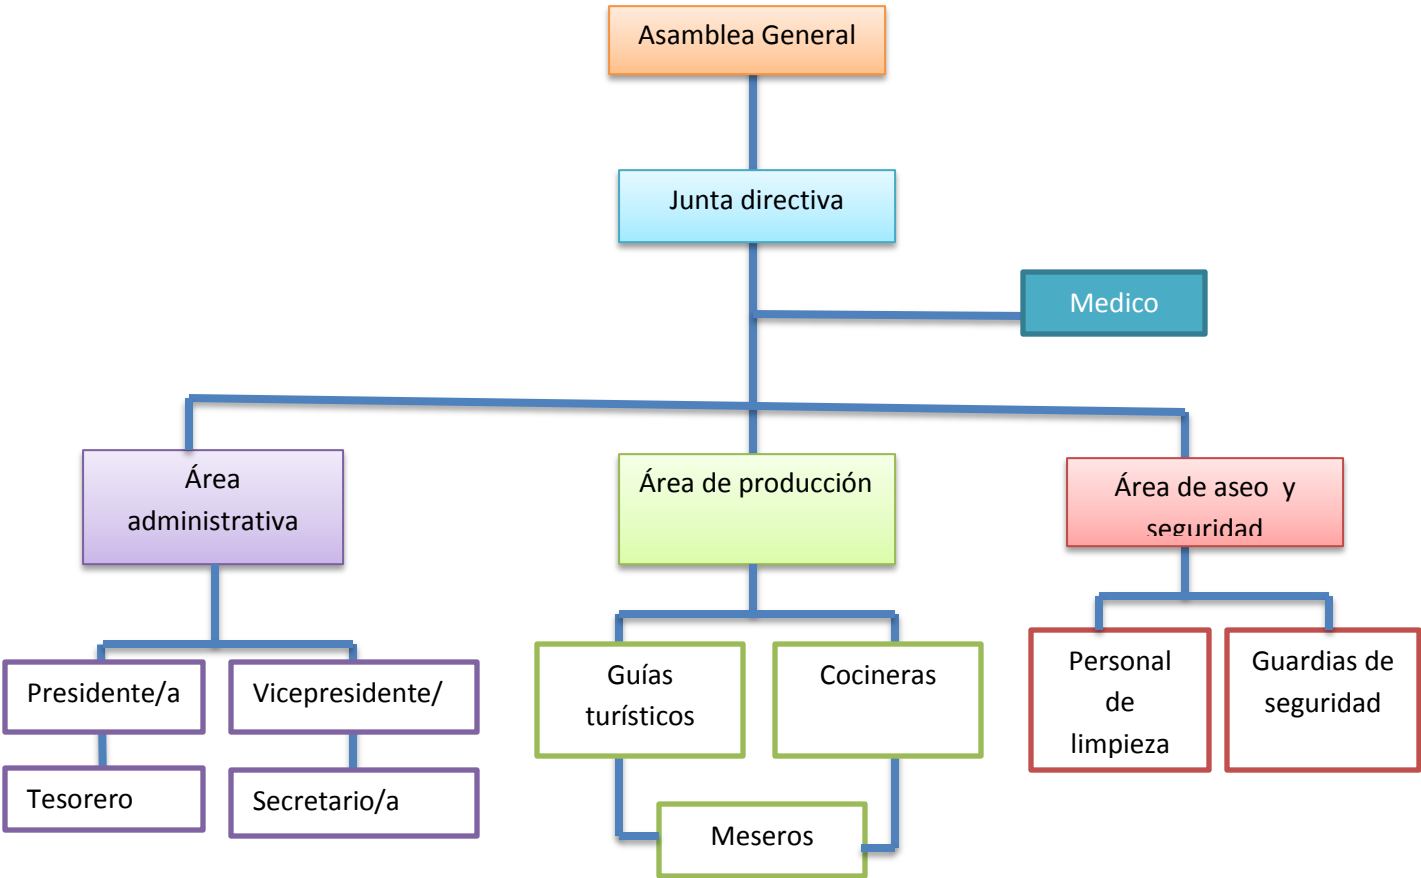 Asamblea General
Junta directiva
Medico
Área
administrativa
Área de producción
Área de aseo y
seguridad
Presidente/a
Vicepresidente/
Tesorero
Secretario/a
Guías
turísticos
Cocineras
Meseros
Personal
de
limpieza
Guardias de
seguridad